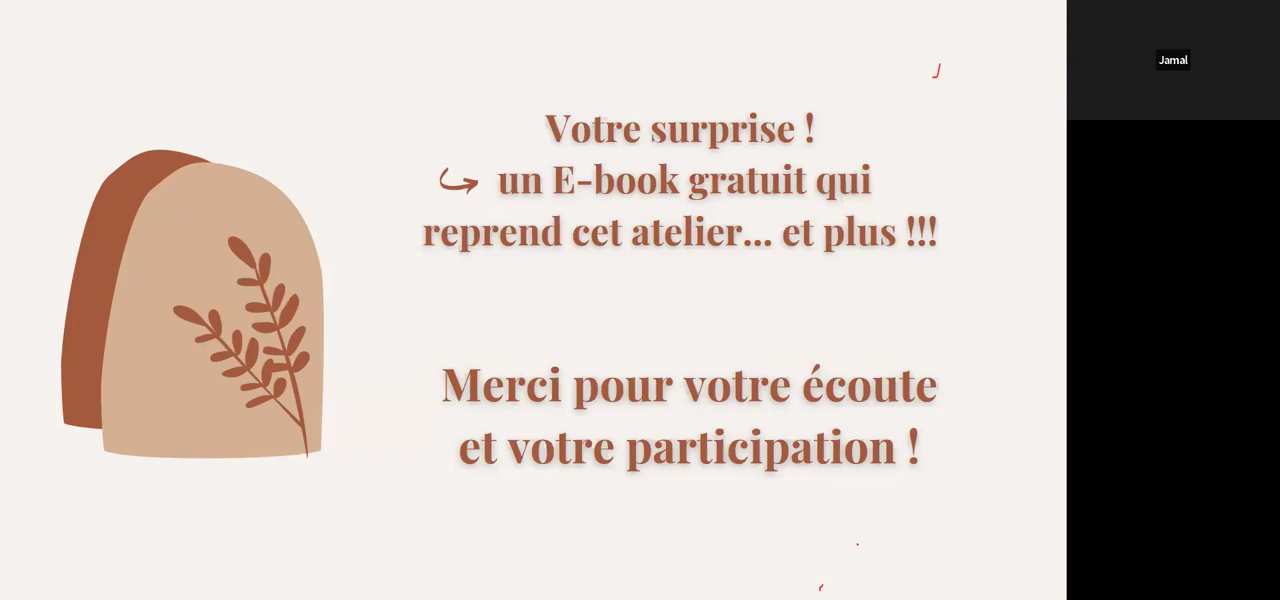 Votre surprise !
un E-book gratuit qui
reprend cet atelier... et plus !!!
Merci pour votre écoute
et votre participation !
Jamal